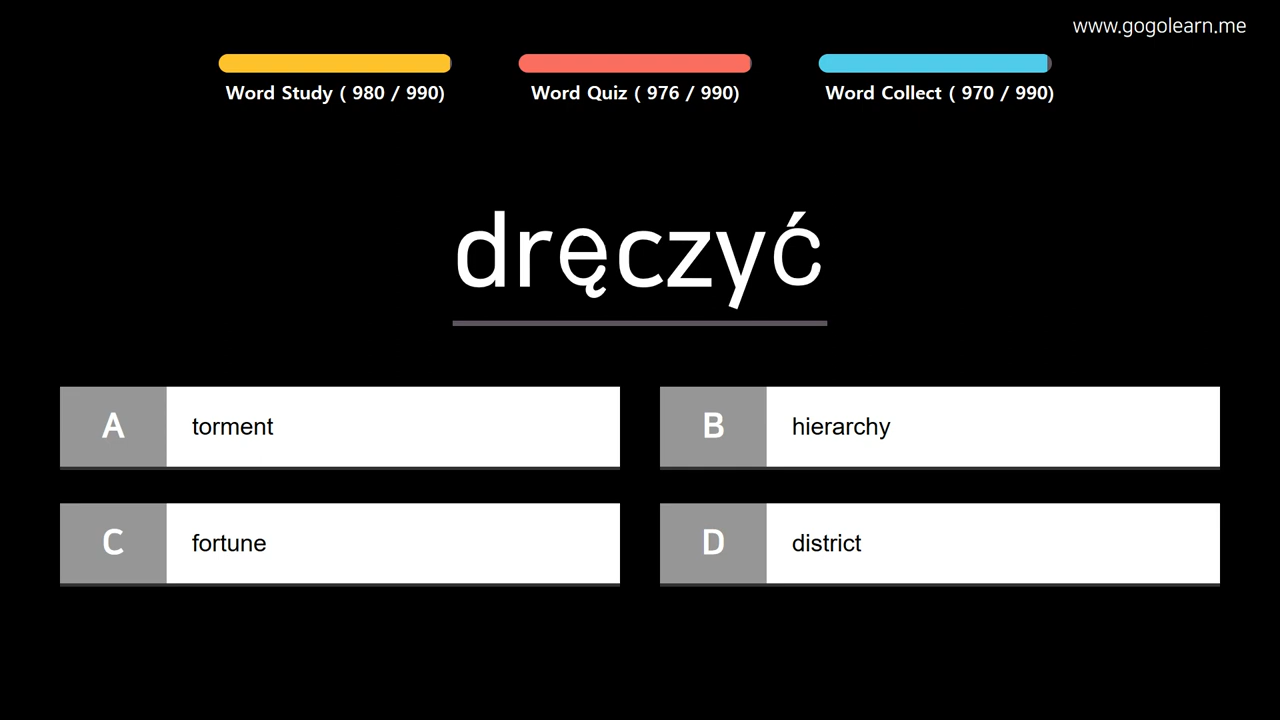 www.gogolearn.me
Word Study ( 980 / 990)
Word Quiz ( 976 / 990)
Word Collect ( 970 / 990)
dręczyć
A torment
B hierarchy
C fortune
D district